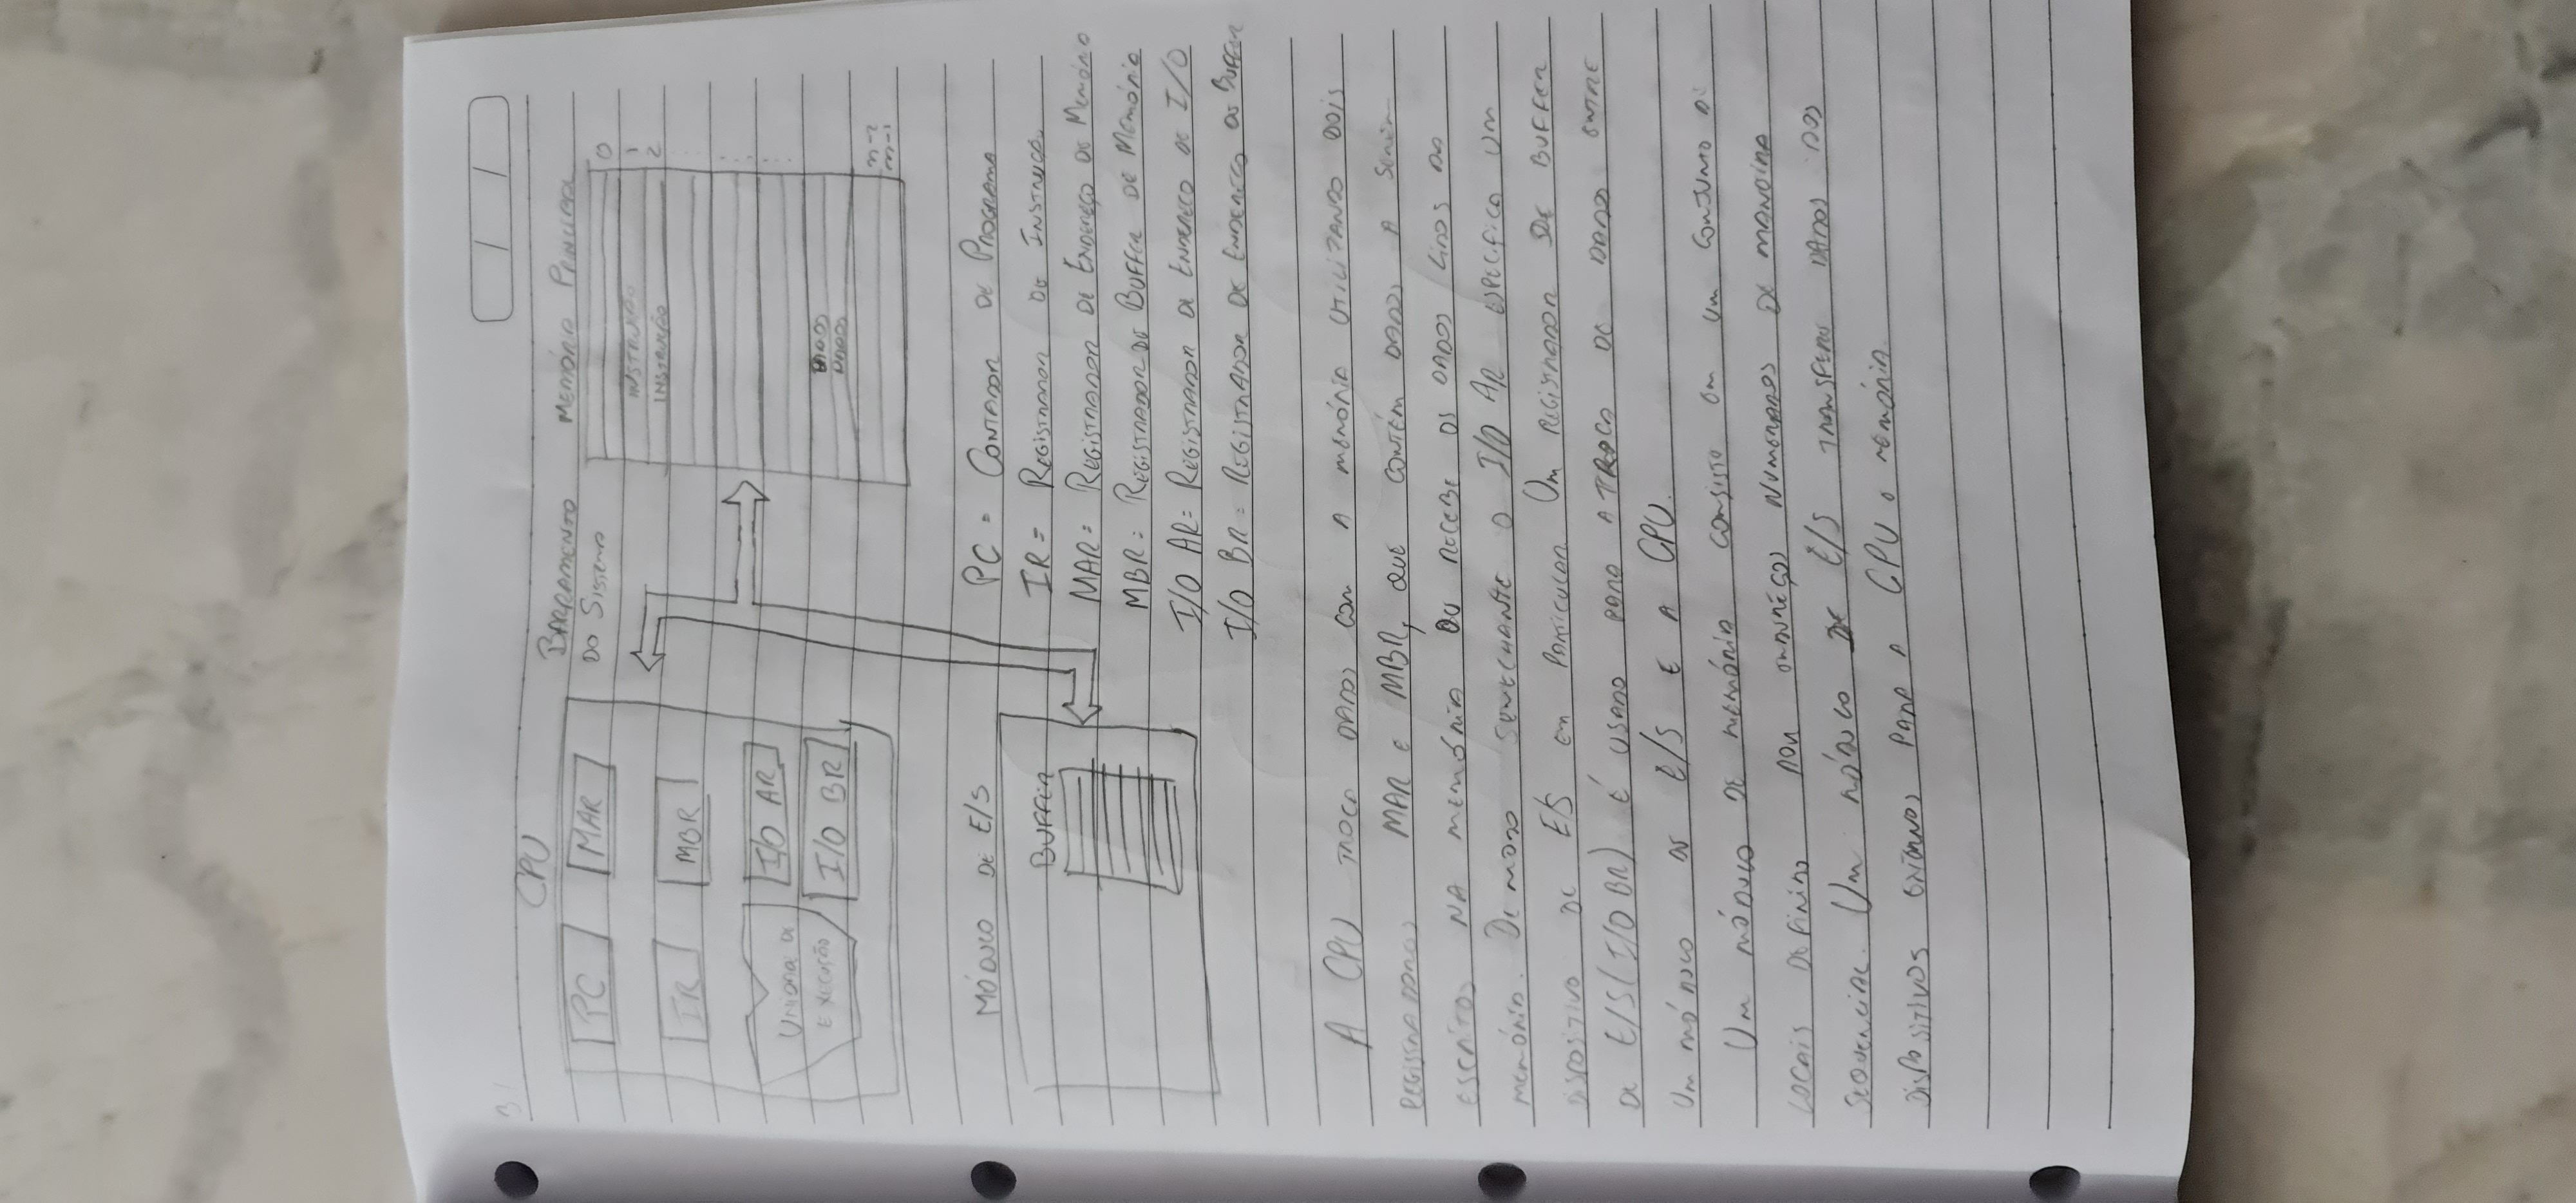 3/
CPU
BARRAMENTO
DO SISTEMA
MEMÓRIA PRINCIPAL
PC
MAR
IR
MBR
UNIDADE DE
EXECUÇÃO
I/O AR
I/O BR
0
INSTRUÇÃO 1
INSTRUÇÃO 2
DADOS
DADOS
n-2
n-1
MÓDULO DE E/S
BUFFER
PC = CONTADOR DE PROGRAMA
IR = REGISTRADOR DE INSTRUÇÃO
MAR = REGISTRADOR DE ENDEREÇO DE MEMÓRIA
MBR = REGISTRADOR DE BUFFER DE MEMÓRIA
I/O AR = REGISTRADOR DE ENDEREÇO DE I/O
I/O BR = REGISTRADOR DE ENDEREÇO DE BUFFER
A CPU TROCA DADOS COM A MEMÓRIA UTILIZANDO DOIS
REGISTRADORES MAR E MBR, QUE CONTÉM DADOS A SEREM
ESCRITOS NA MEMÓRIA OU RECEBE OS DADOS LIDOS DA
MEMÓRIA. DE MODO SEMELHANTE O I/O AR ESPECIFICA UM
DISPOSITIVO DE E/S EM PARTICULAR UM REGISTRADOR DE BUFFER
DE E/S (I/O BR) É USADO PARA A TROCA DE DADOS ENTRE
UM MÓDULO DE E/S E A CPU.
UM MÓDULO DE MEMÓRIA CONSISTE EM UM CONJUNTO DE
LOCAIS DEFINIDOS POR ENDEREÇOS NUMERADOS DE MANEIRA
SEQUENCIAL. UM MÓDULO DE E/S TRANSFERE DADOS DOS
DISPOSITIVOS EXTERNOS PARA A CPU E MEMÓRIA.